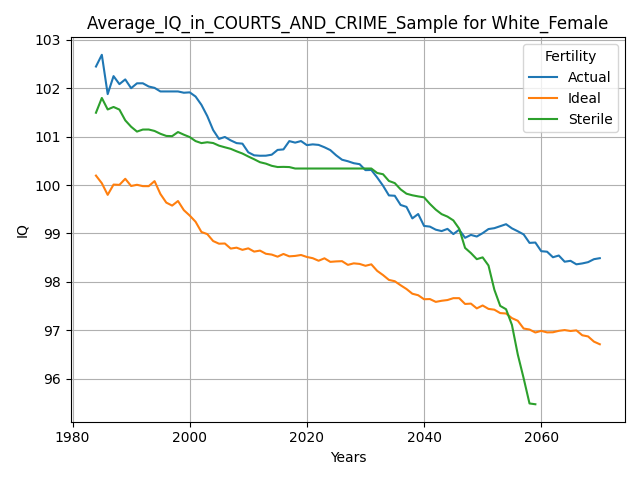 Average_IQ_in_COURTS_AND_CRIME_Sample for White_Female
103
102
101
100
99
98
97
96
IQ
1980
2000
2020
2040
2060
Years
Fertility
Actual
Ideal
Sterile